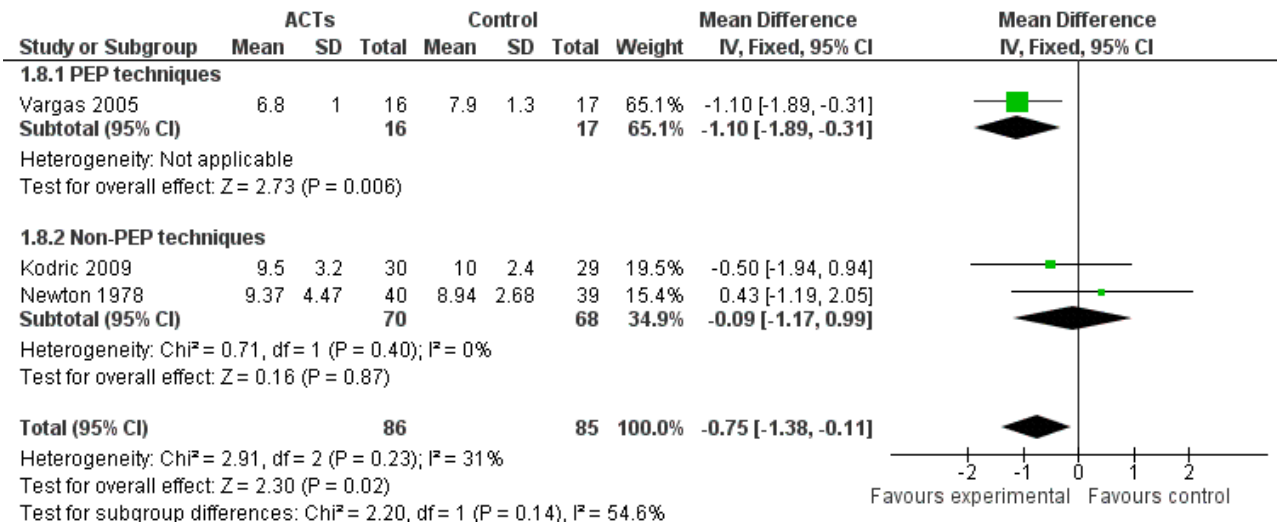 ACTs Control Mean Difference Mean Difference
Study or Subgroup Mean SD Total Mean SD Total Weight IV, Fixed, 95% CI IV, Fixed, 95% CI
1.8.1 PEP techniques
Vargas 2005 6.8 1 16 7.9 1.3 17 65.1% -1.10 [-1.89, -0.31]
Subtotal (95% CI) 16 17 65.1% -1.10 [-1.89, -0.31]
Heterogeneity: Not applicable
Test for overall effect: Z = 2.73 (P = 0.006)
1.8.2 Non-PEP techniques
Kodric 2009 9.5 3.2 30 10 2.4 29 19.5% -0.50 [-1.94, 0.94]
Newton 1978 9.37 4.47 40 8.94 2.68 39 15.4% 0.43 [-1.19, 2.05]
Subtotal (95% CI) 70 68 34.9% -0.09 [-1.17, 0.99]
Heterogeneity: Chi² = 0.71, df = 1 (P = 0.40); I² = 0%
Test for overall effect: Z = 0.16 (P = 0.87)
Total (95% CI) 86 85 100.0% -0.75 [-1.38, -0.11]
Heterogeneity: Chi² = 2.91, df = 2 (P = 0.23); I² = 31%
Test for overall effect: Z = 2.30 (P = 0.02)
Test for subgroup differences: Chi² = 2.20, df = 1 (P = 0.14), I² = 54.6%
-2 -1 0 1 2
Favours experimental Favours control